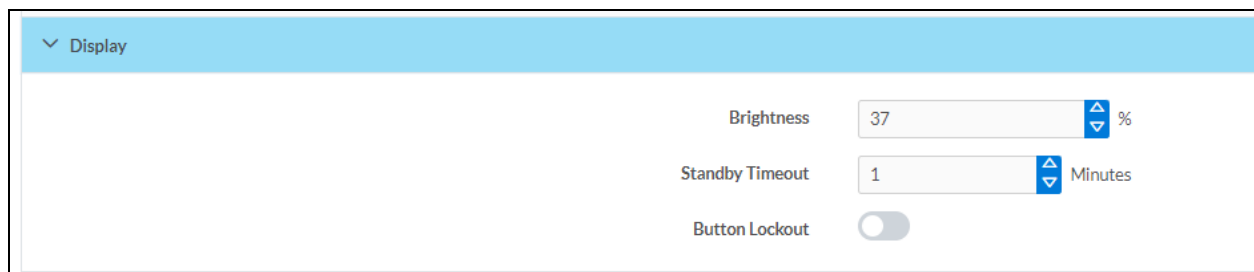 Display
Brightness 37 %
Standby Timeout 1 Minutes
Button Lockout